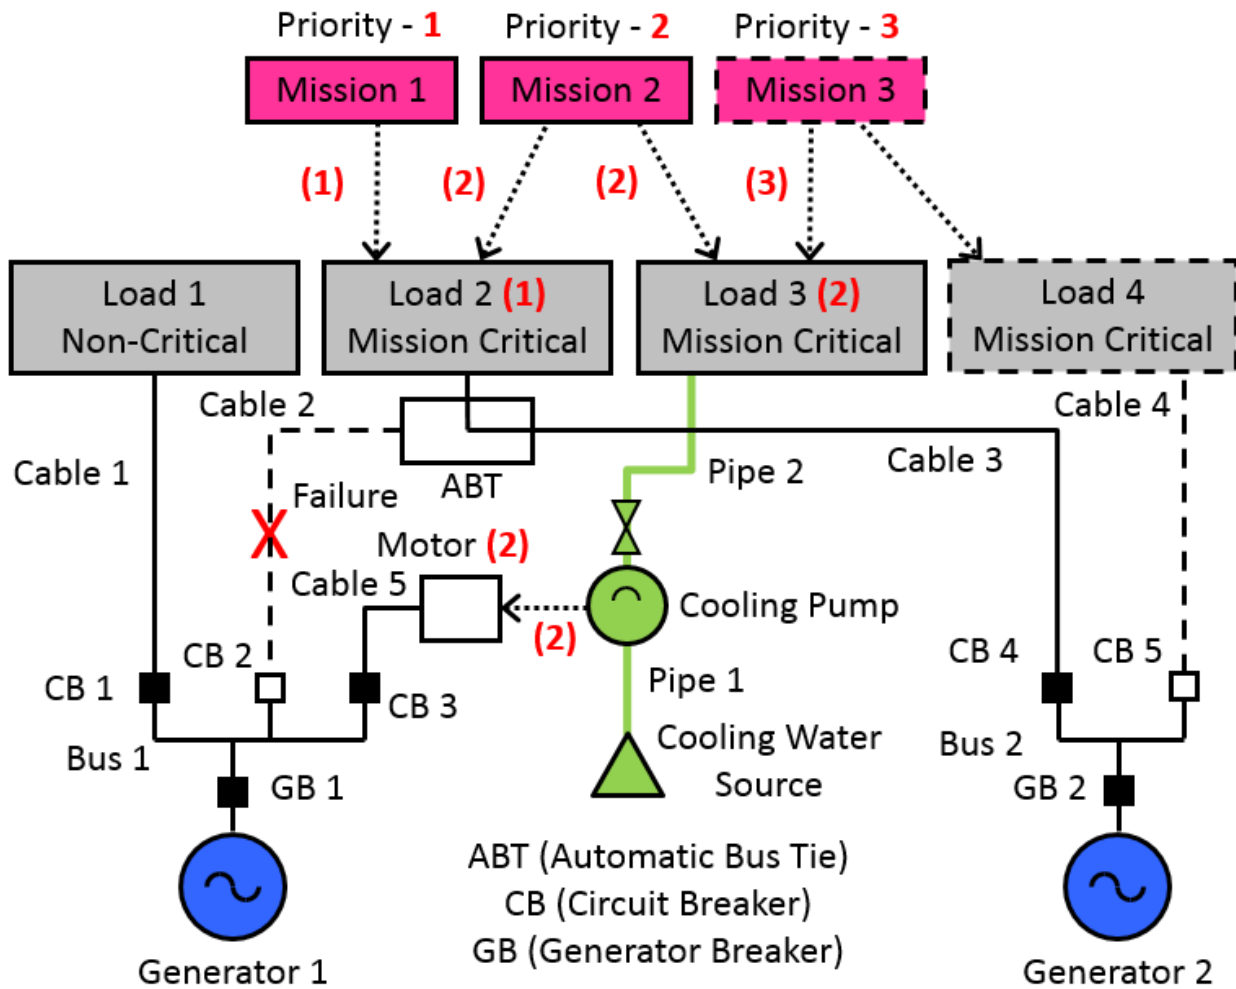 Priority - 1
Priority - 2
Priority - 3
Mission 1
Mission 2
Mission 3
(1)
(2)
(2)
(3)
Load 1
Non-Critical
Load 2 (1)
Mission Critical
Load 3 (2)
Mission Critical
Load 4
Mission Critical
Cable 2
Cable 4
Cable 1
ABT
Pipe 2
Cable 3
Failure
X
Motor (2)
Cable 5
Cooling Pump
(2)
CB 1
CB 2
CB 3
Pipe 1
CB 4
CB 5
Bus 1
Cooling Water
Source
Bus 2
GB 1
GB 2
ABT (Automatic Bus Tie)
CB (Circuit Breaker)
GB (Generator Breaker)
Generator 1
Generator 2